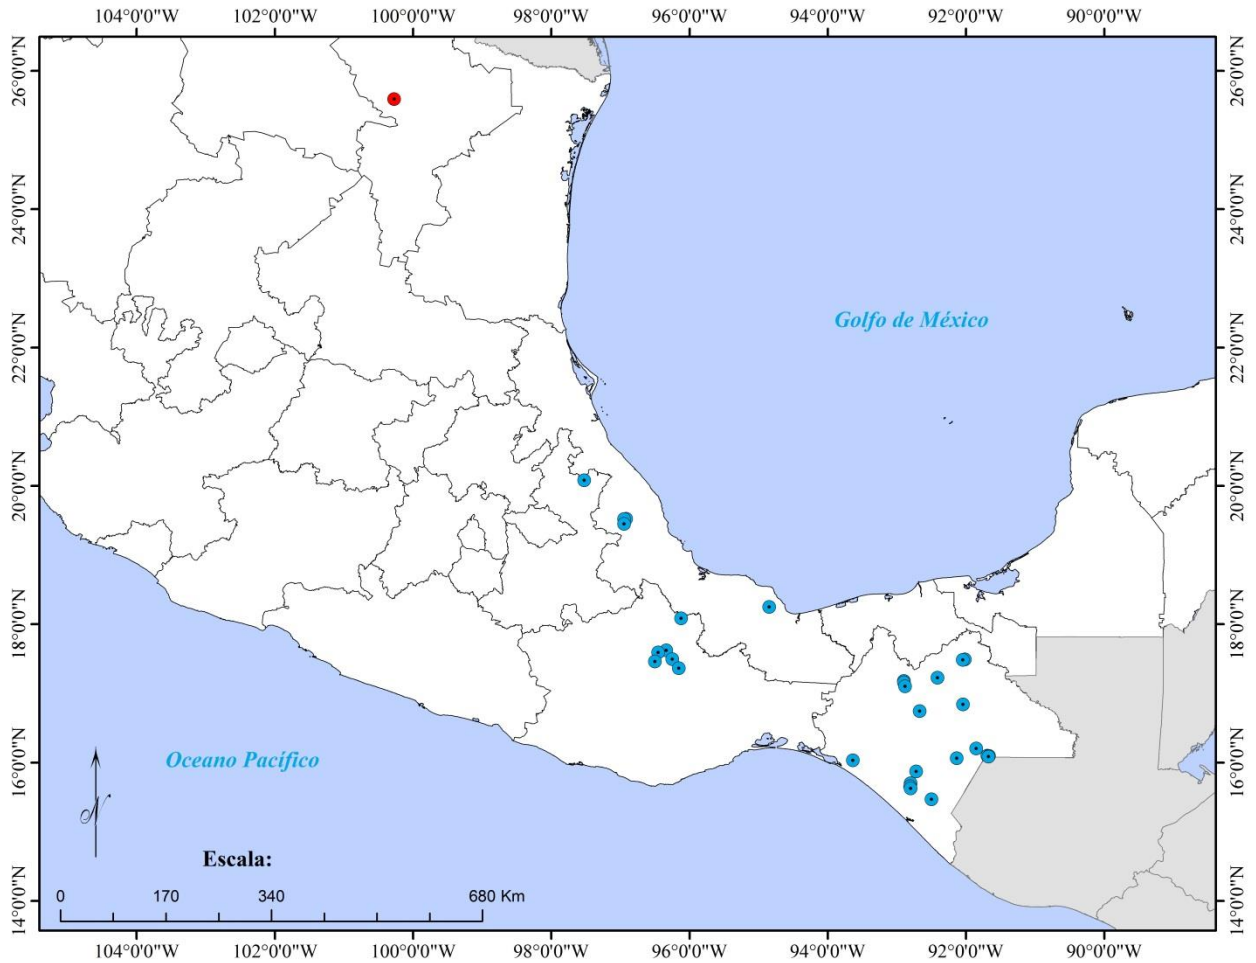 104°0'0"W 102°0'0"W 100°0'0"W 98°0'0"W 96°0'0"W 94°0'0"W 92°0'0"W 90°0'0"W
26°0'0"N 26°0'0"N
24°0'0"N 24°0'0"N
Golfo de México
22°0'0"N 22°0'0"N
20°0'0"N 20°0'0"N
18°0'0"N 18°0'0"N
Oceano Pacífico
16°0'0"N 16°0'0"N
N
Escala:
0 170 340 680 Km
14°0'0"N 14°0'0"N
104°0'0"W 102°0'0"W 100°0'0"W 98°0'0"W 96°0'0"W 94°0'0"W 92°0'0"W 90°0'0"W